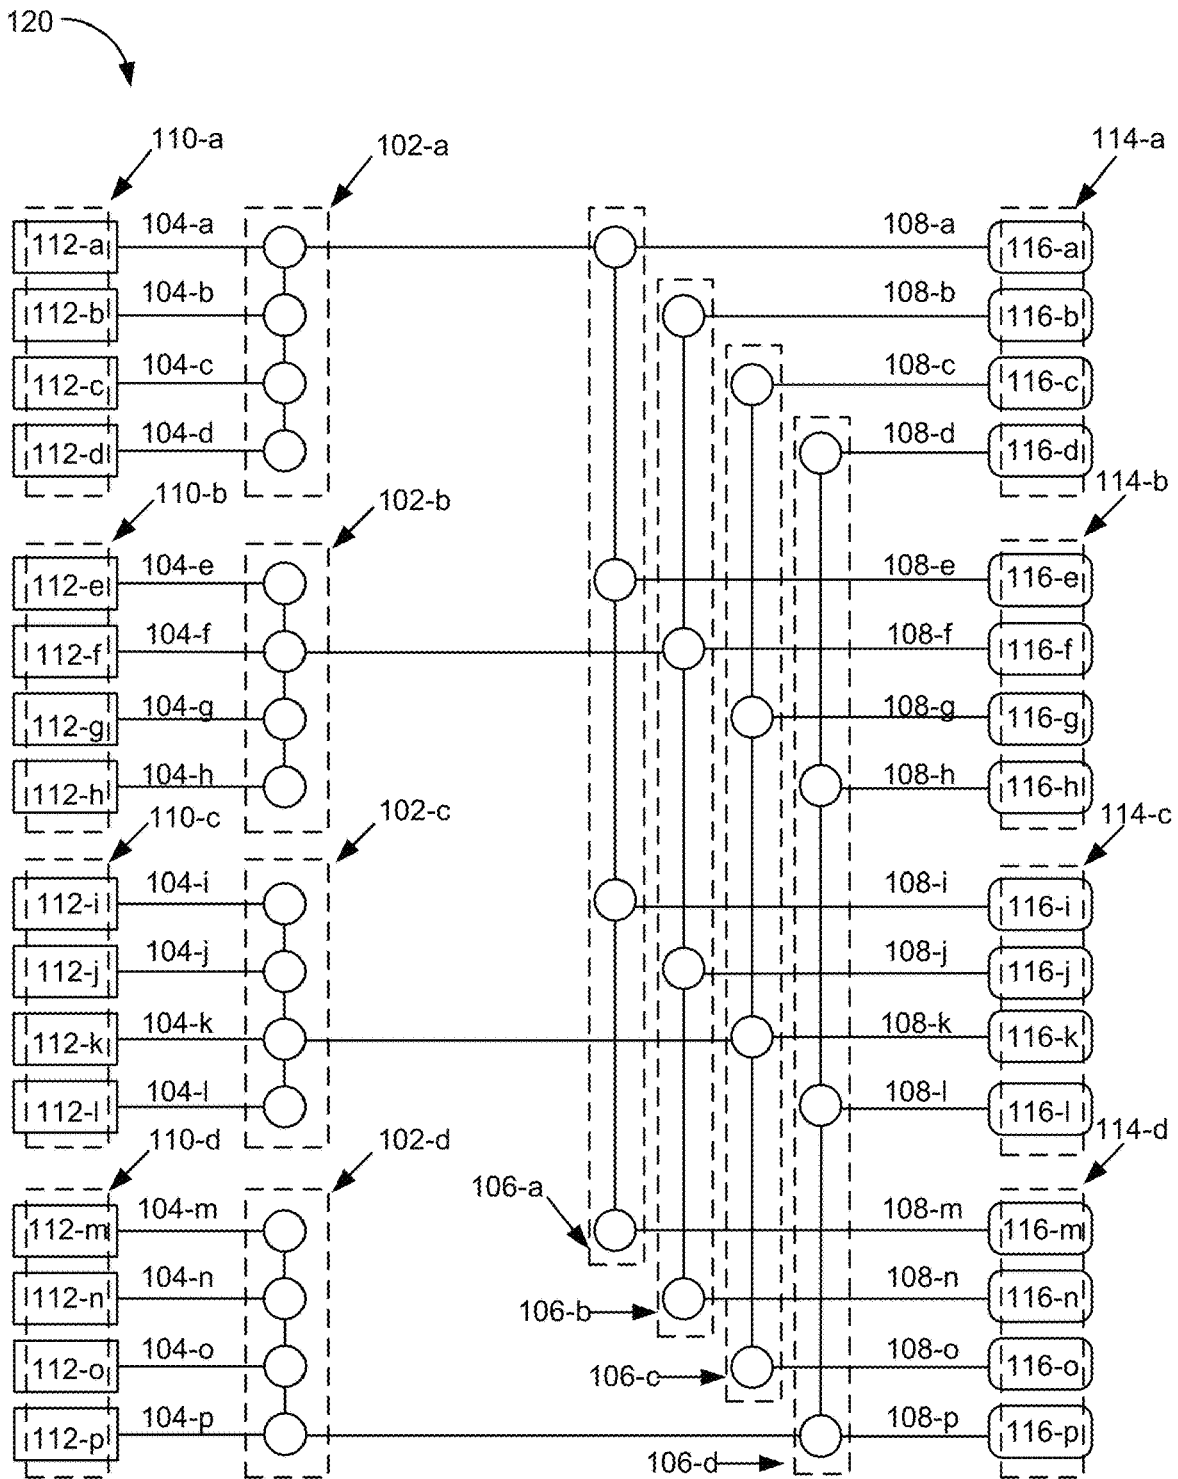 120
110-a
102-a
114-a
112-a 104-a 108-a 116-a
112-b 104-b 108-b 116-b
112-c 104-c 108-c 116-c
112-d 104-d 108-d 116-d
110-b 102-b 114-b
112-e 104-e 108-e 116-e
112-f 104-f 108-f 116-f
112-g 104-g 108-g 116-g
112-h 104-h 108-h 116-h
110-c 102-c 114-c
112-i 104-i 108-i 116-i
112-j 104-j 108-j 116-j
112-k 104-k 108-k 116-k
112-l 104-l 108-l 116-l
110-d 102-d 114-d
106-a
112-m 104-m 108-m 116-m
112-n 104-n 108-n 116-n
106-b
112-o 104-o 108-o 116-o
106-c
112-p 104-p 108-p 116-p
106-d